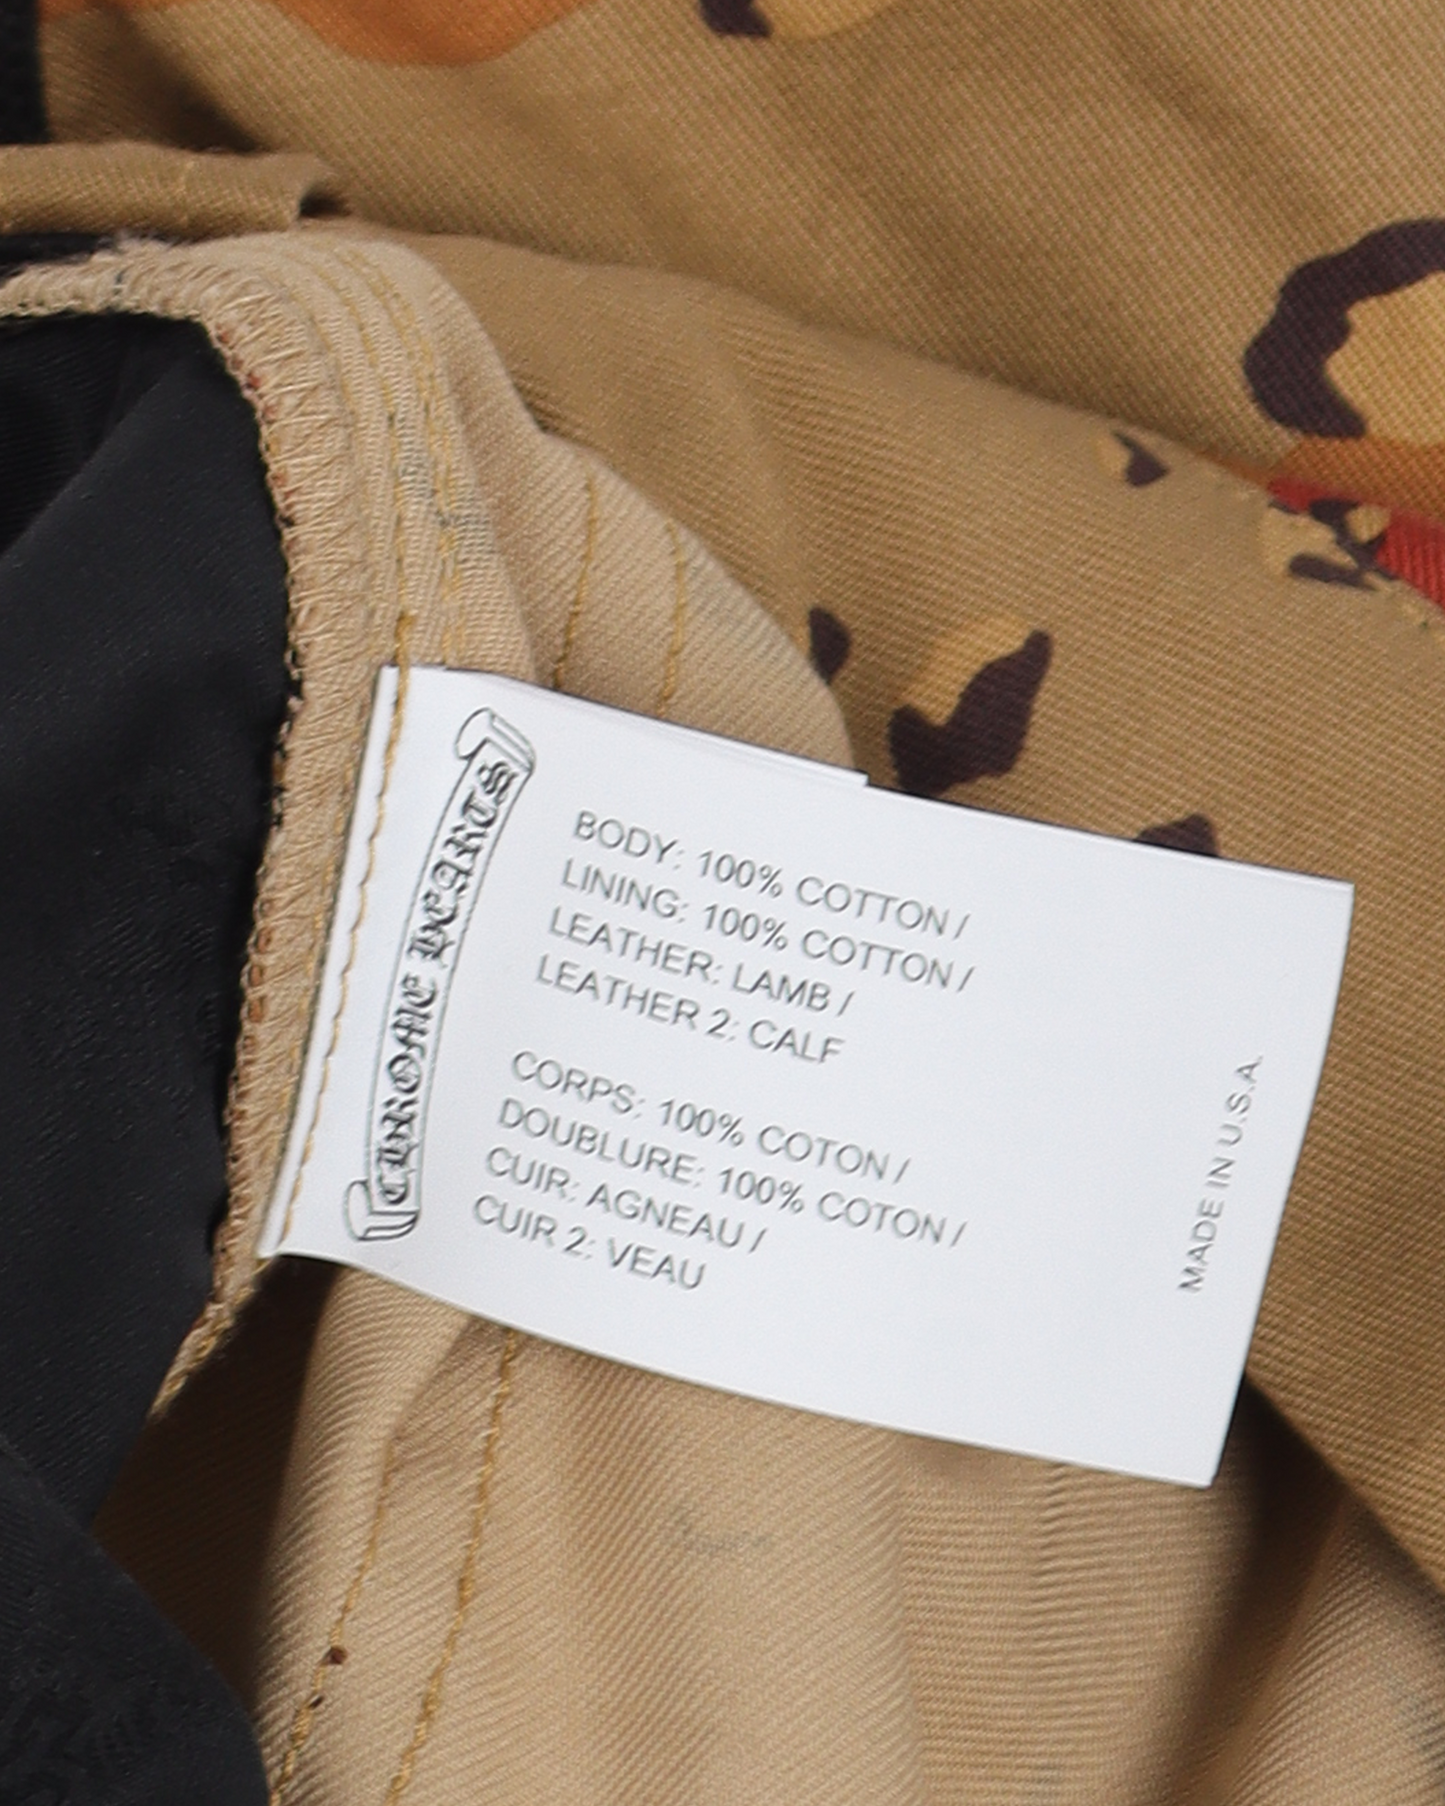 CHROME HEARTS
BODY: 100% COTTON /
LINING: 100% COTTON /
LEATHER: LAMB /
LEATHER 2: CALF
CORPS: 100% COTON /
DOUBLURE: 100% COTON /
CUIR: AGNEAU /
CUIR 2: VEAU
MADE IN U.S.A.